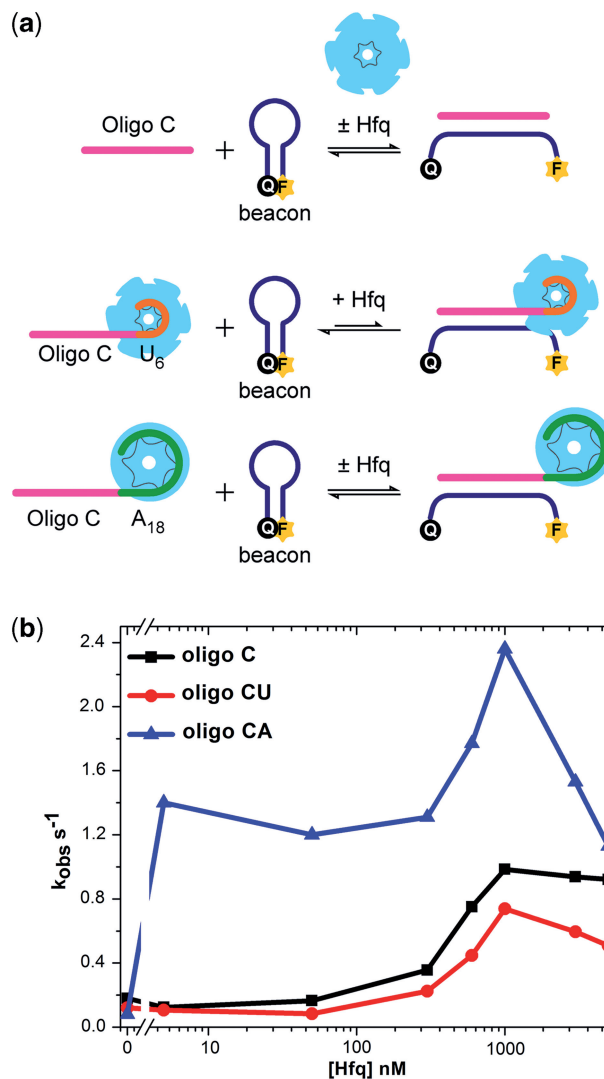 (a)
Oligo C
+
± Hfq
Q F
beacon
Q
F
Oligo C U6
+
+ Hfq
Q F
beacon
Q
F
Oligo C A18
+
± Hfq
Q F
beacon
Q
F
(b)
2.4
2.0
1.6
1.2
0.8
0.4
0.0
kobs s-1
oligo C
oligo CU
oligo CA
0 10 100 1000
[Hfq] nM